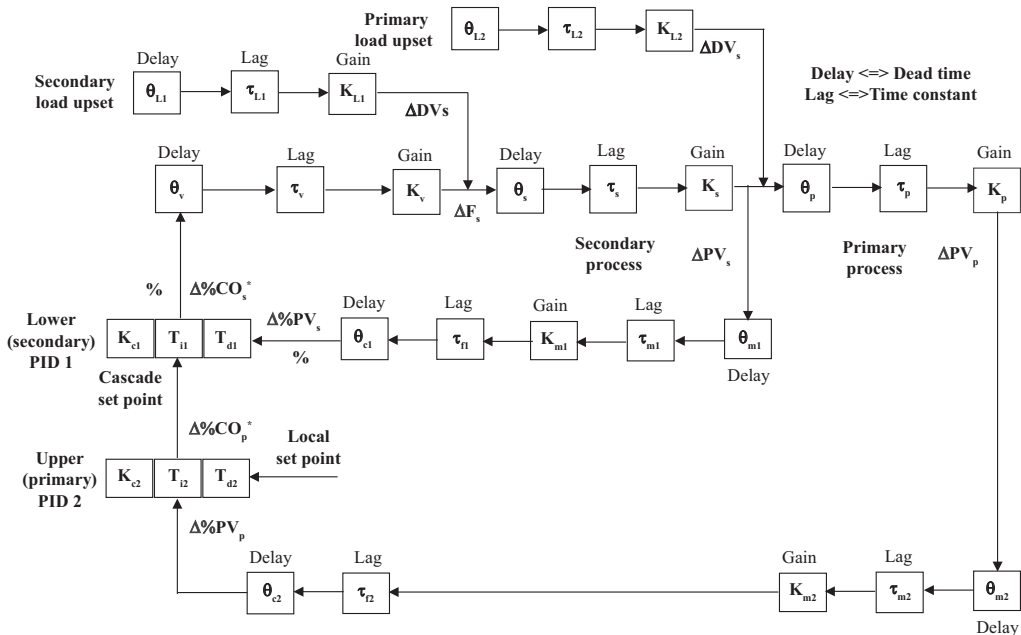 Primary
load upset
θL2
τL2
KL2
ΔDVs
Delay
Lag
Gain
Secondary
load upset
θL1
τL1
KL1
ΔDVs
Delay <=> Dead time
Lag <=>Time constant
Delay
Lag
Gain
Delay
Lag
Gain
Delay
Lag
Gain
θv
τv
Kv
ΔFs
θs
τs
Ks
θp
τp
Kp
Secondary
process
ΔPVs
Primary
process
ΔPVp
% Δ%COs*
Lower
(secondary)
PID 1
Kc1
Ti1
Td1
Δ%PVs
%
Delay
Lag
Gain
Lag
θc1
τf1
Km1
τm1
θm1
Delay
Cascade
set point
Δ%COp*
Upper
(primary)
PID 2
Kc2
Ti2
Td2
Local
set point
Δ%PVp
Delay
Lag
Gain
Lag
θc2
τf2
Km2
τm2
θm2
Delay